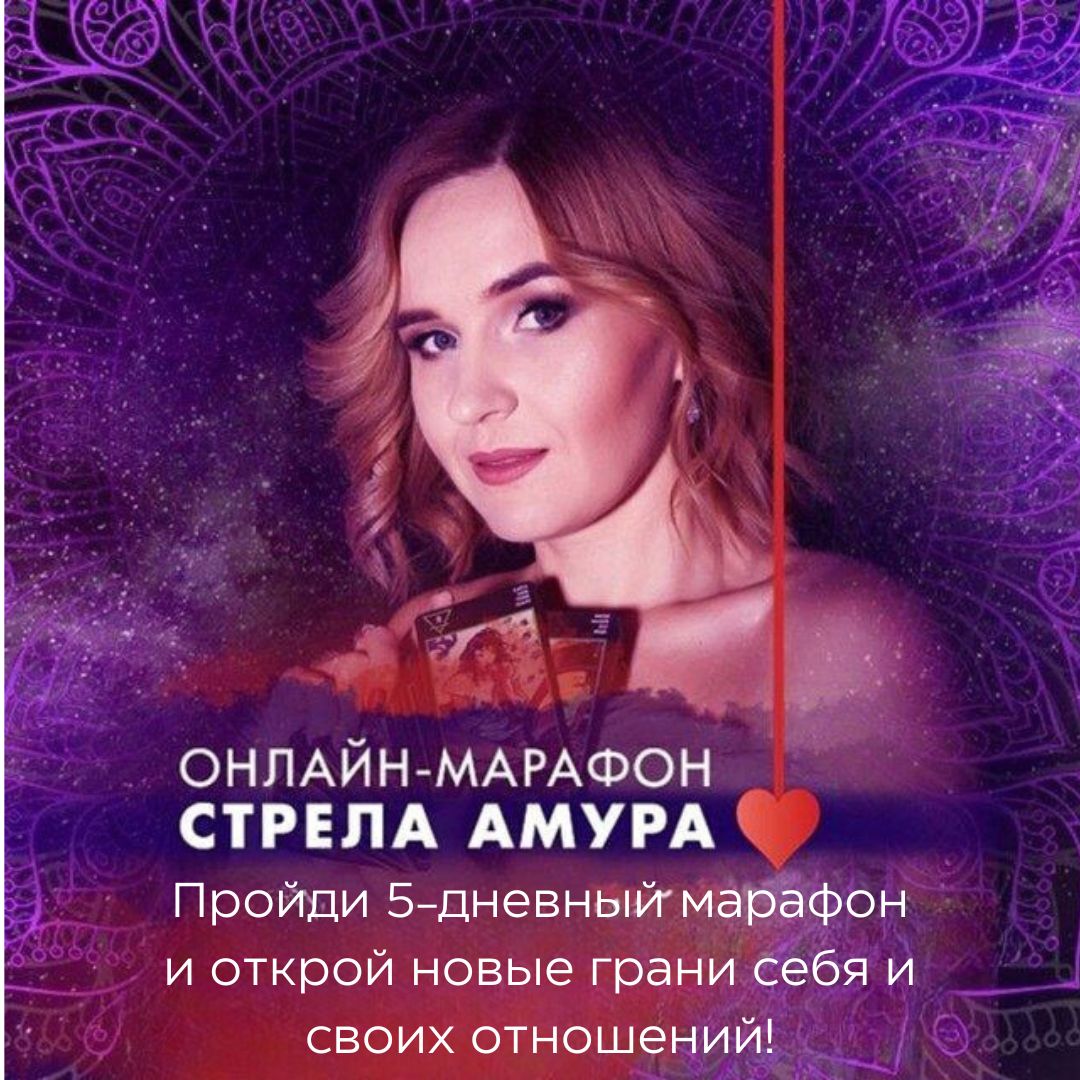 ОНЛАЙН-МАРАФОН
СТРЕЛА АМУРА
Пройди 5-дневный марафон
и открой новые грани себя и
своих отношений!